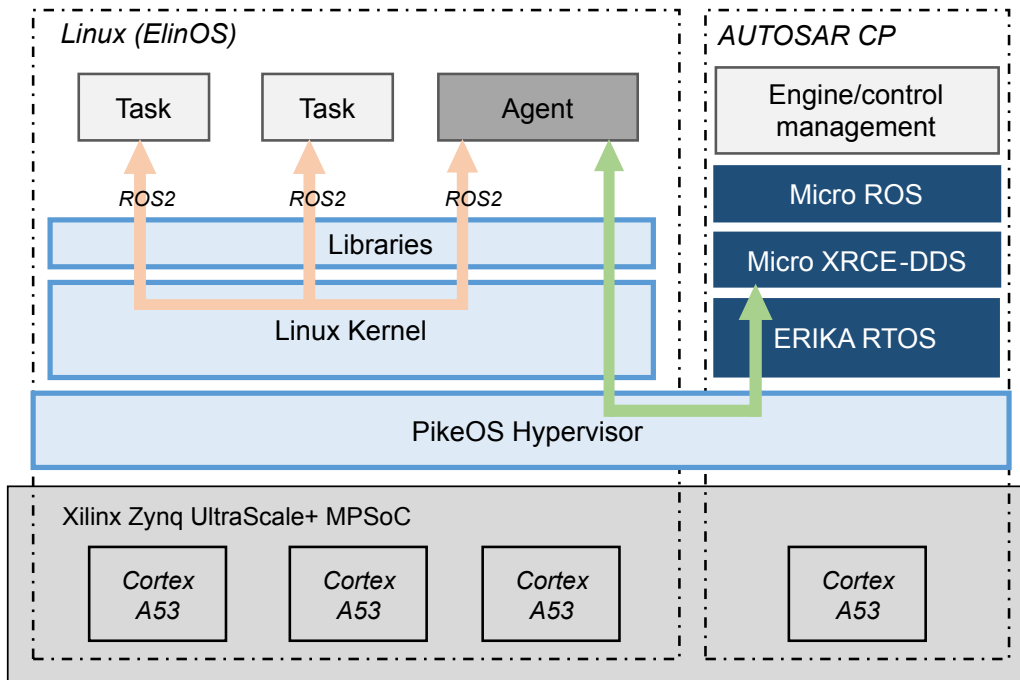 Linux (ElinOS)
AUTOSAR CP
Task
Task
Agent
Engine/control
management
ROS2
ROS2
ROS2
Micro ROS
Libraries
Micro XRCE-DDS
Linux Kernel
ERIKA RTOS
PikeOS Hypervisor
Xilinx Zynq UltraScale+ MPSoC
Cortex
A53
Cortex
A53
Cortex
A53
Cortex
A53